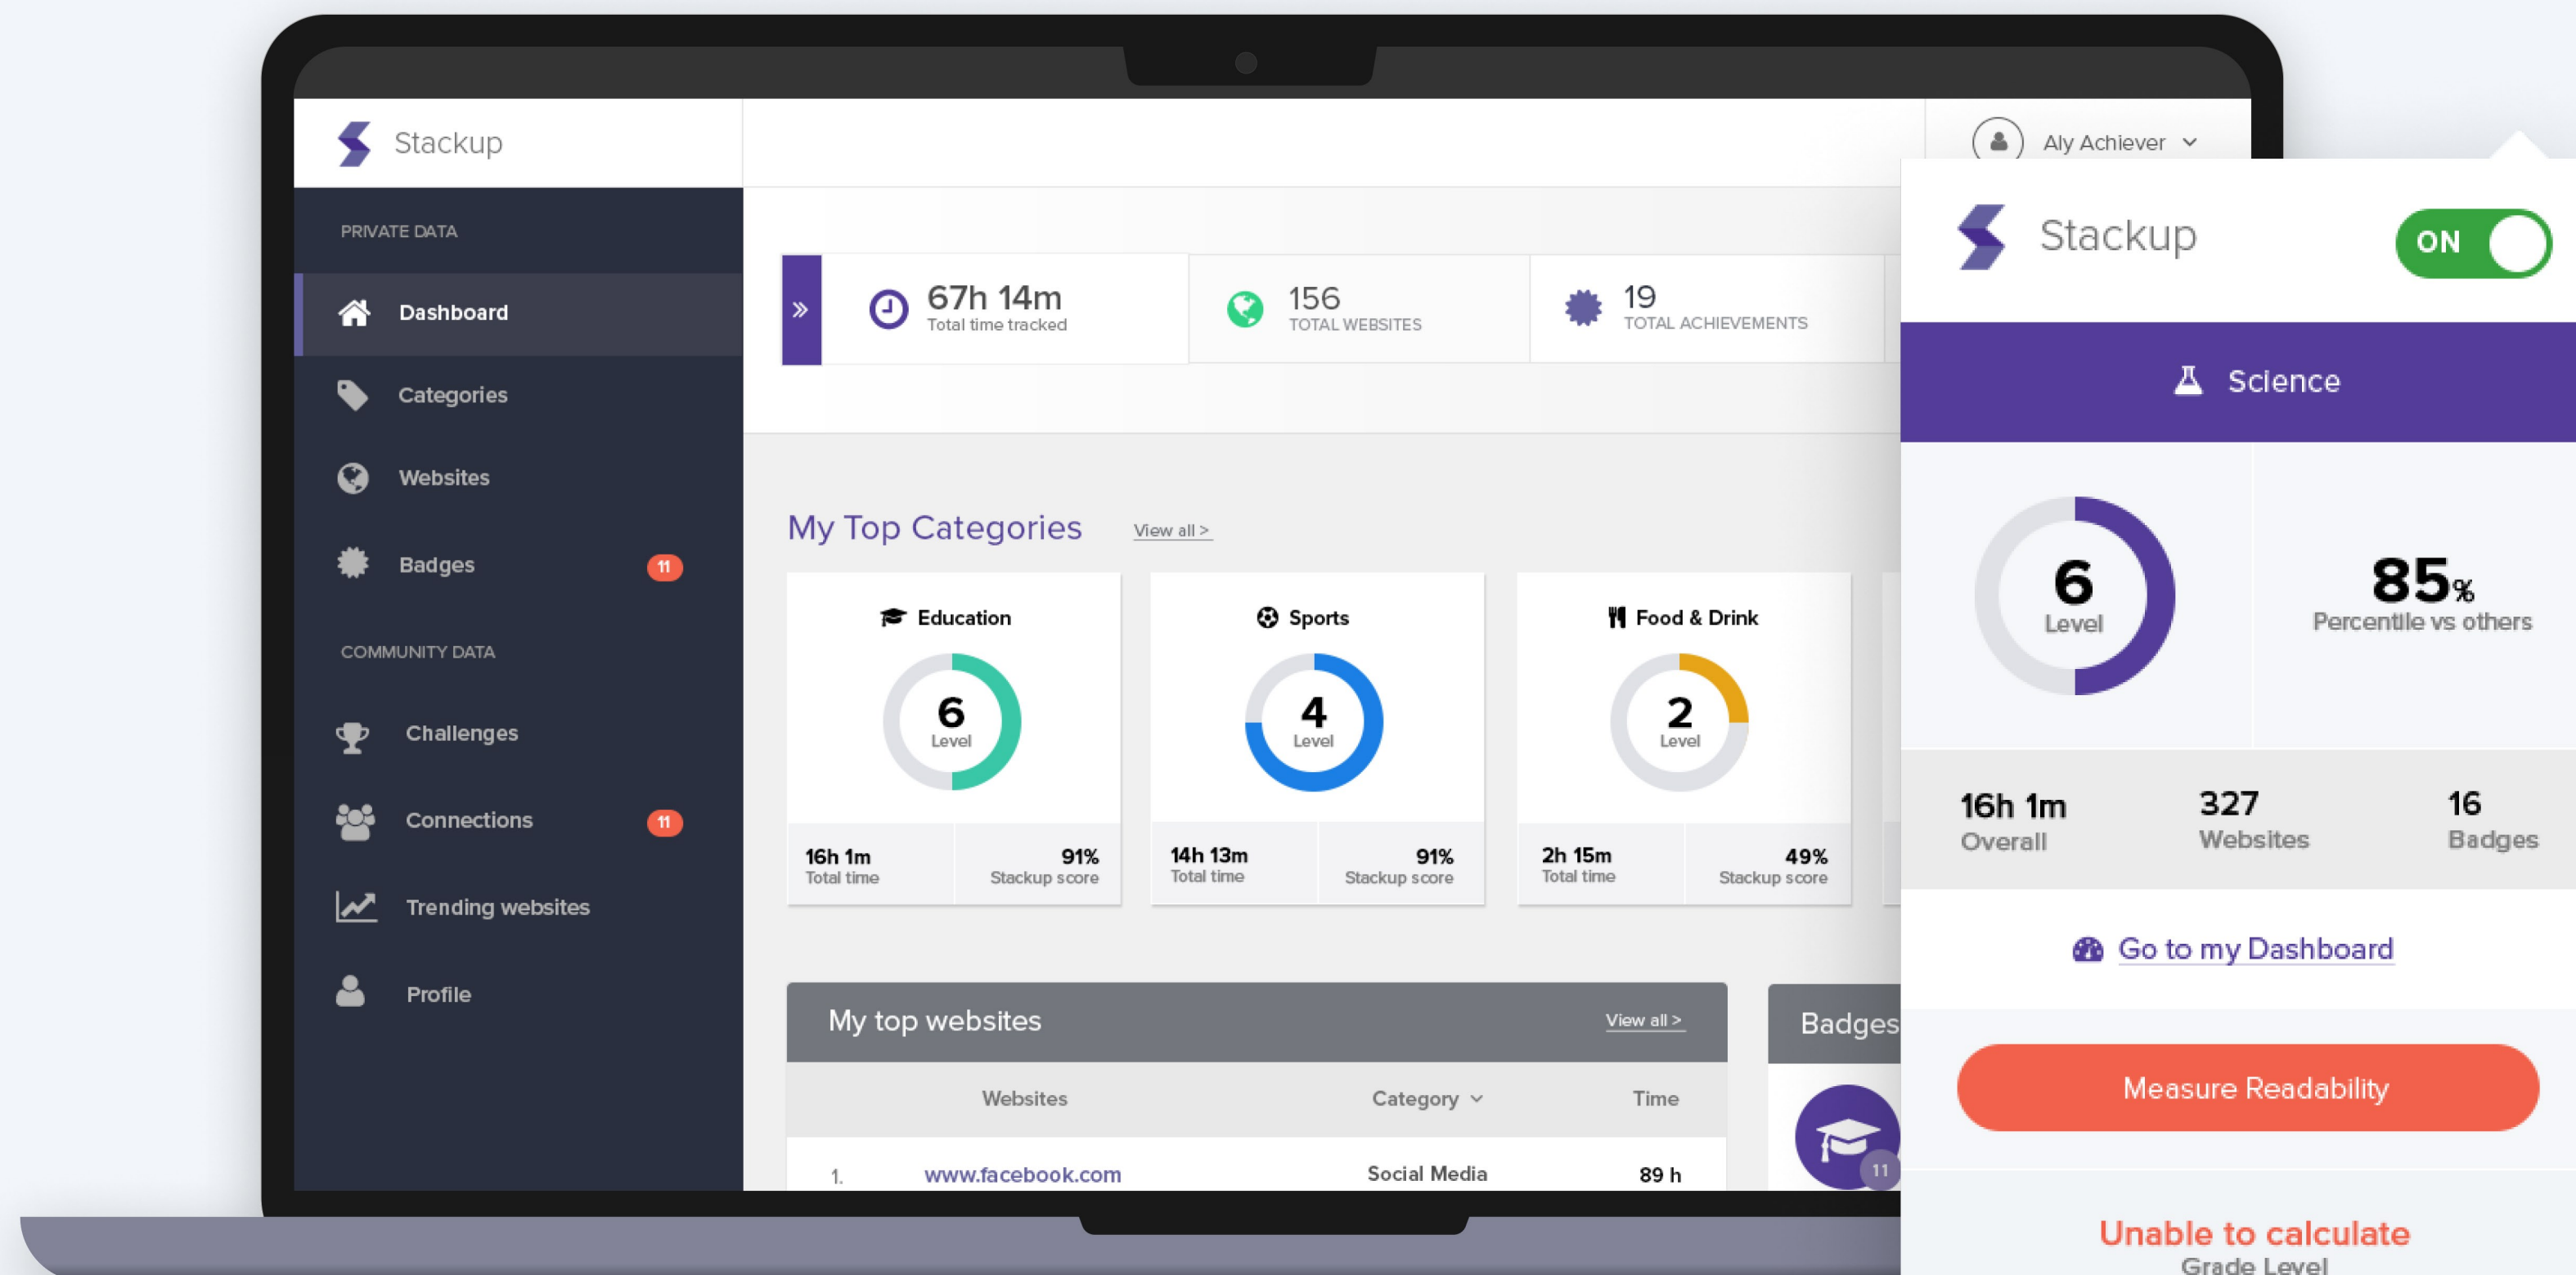 Stackup
Aly Achiever
PRIVATE DATA
Dashboard
Categories
Websites
Badges 11
COMMUNITY DATA
Challenges
Connections 11
Trending websites
Profile
67h 14m
Total time tracked
156
TOTAL WEBSITES
19
TOTAL ACHIEVEMENTS
My Top Categories View all >
Education
6
Level
16h 1m 91%
Total time Stackup score
Sports
4
Level
14h 13m 91%
Total time Stackup score
Food & Drink
2
Level
2h 15m 49%
Total time Stackup score
My top websites View all >
Websites Category Time
1. www.facebook.com Social Media 89 h
Badges
11
Stackup ON
Science
6
Level
85%
Percentile vs others
16h 1m 327 16
Overall Websites Badges
Go to my Dashboard
Measure Readability
Unable to calculate
Grade Level